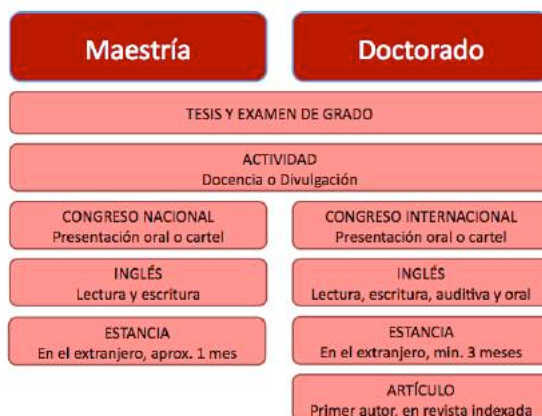 Maestría
Doctorado
TESIS Y EXAMEN DE GRADO
ACTIVIDAD
Docencia o Divulgación
CONGRESO NACIONAL
Presentación oral o cartel
CONGRESO INTERNACIONAL
Presentación oral o cartel
INGLÉS
Lectura y escritura
INGLÉS
Lectura, escritura, auditiva y oral
ESTANCIA
En el extranjero, aprox. 1 mes
ESTANCIA
En el extranjero, min. 3 meses
ARTÍCULO
Primer autor, en revista indexada